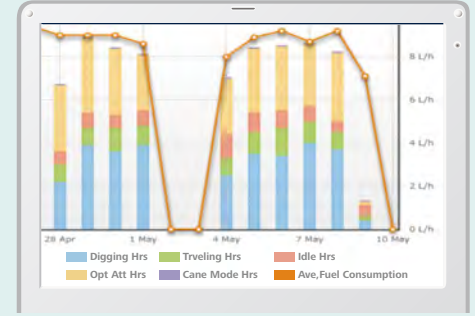 8 L/h
6 L/h
4 L/h
2 L/h
0 L/h
28 Apr 1 May 4 May 7 May 10 May
Digging Hrs Trveling Hrs Idle Hrs
Opt Att Hrs Cane Mode Hrs Ave,Fuel Consumption